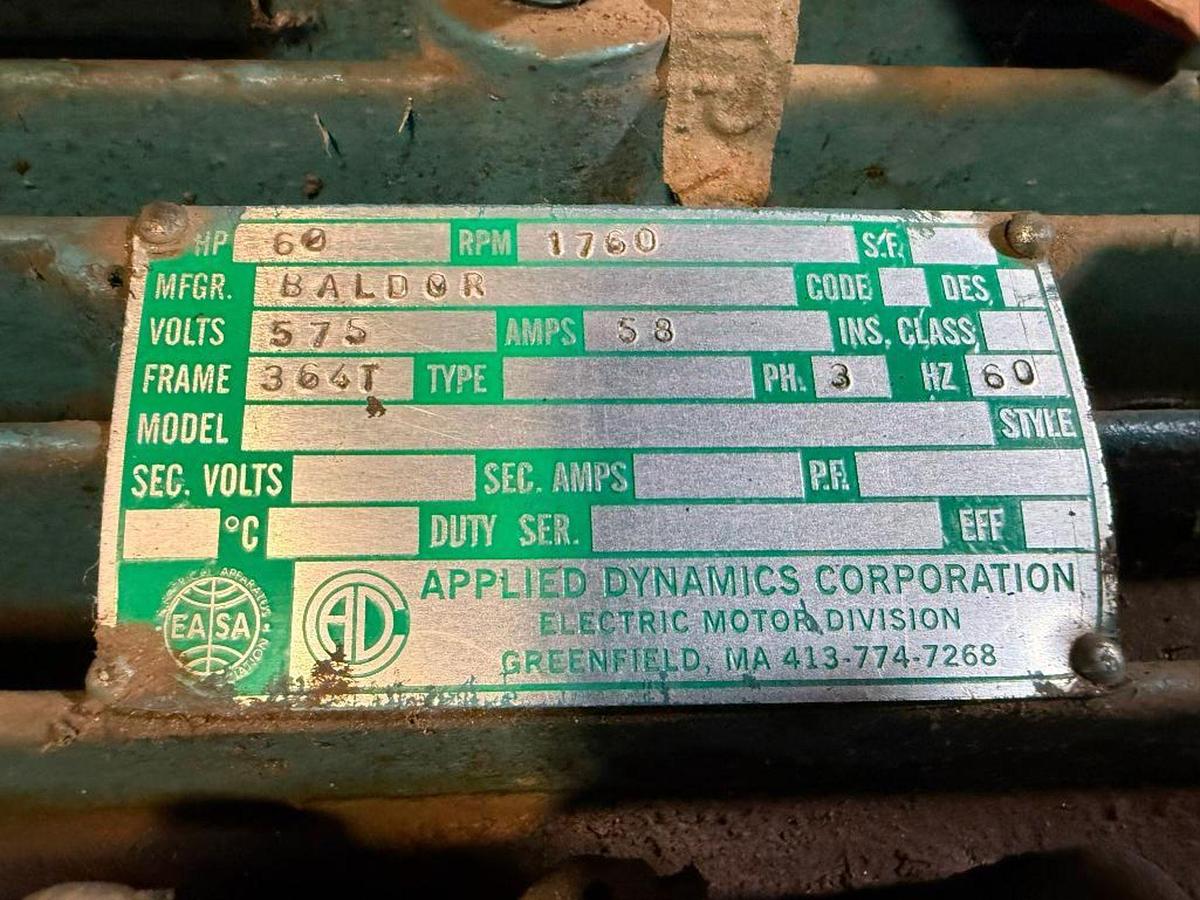 HP 60 RPM 1760 S.F.
MFGR. BALDOR CODE DES.
VOLTS 575 AMPS 58 INS. CLASS
FRAME 364T TYPE PH. 3 HZ 60
MODEL STYLE
SEC. VOLTS SEC. AMPS P.F.
°C DUTY SER. EFF
EASA
APPARATUS
AD
APPLIED DYNAMICS CORPORATION
ELECTRIC MOTOR DIVISION
GREENFIELD, MA 413-774-7268